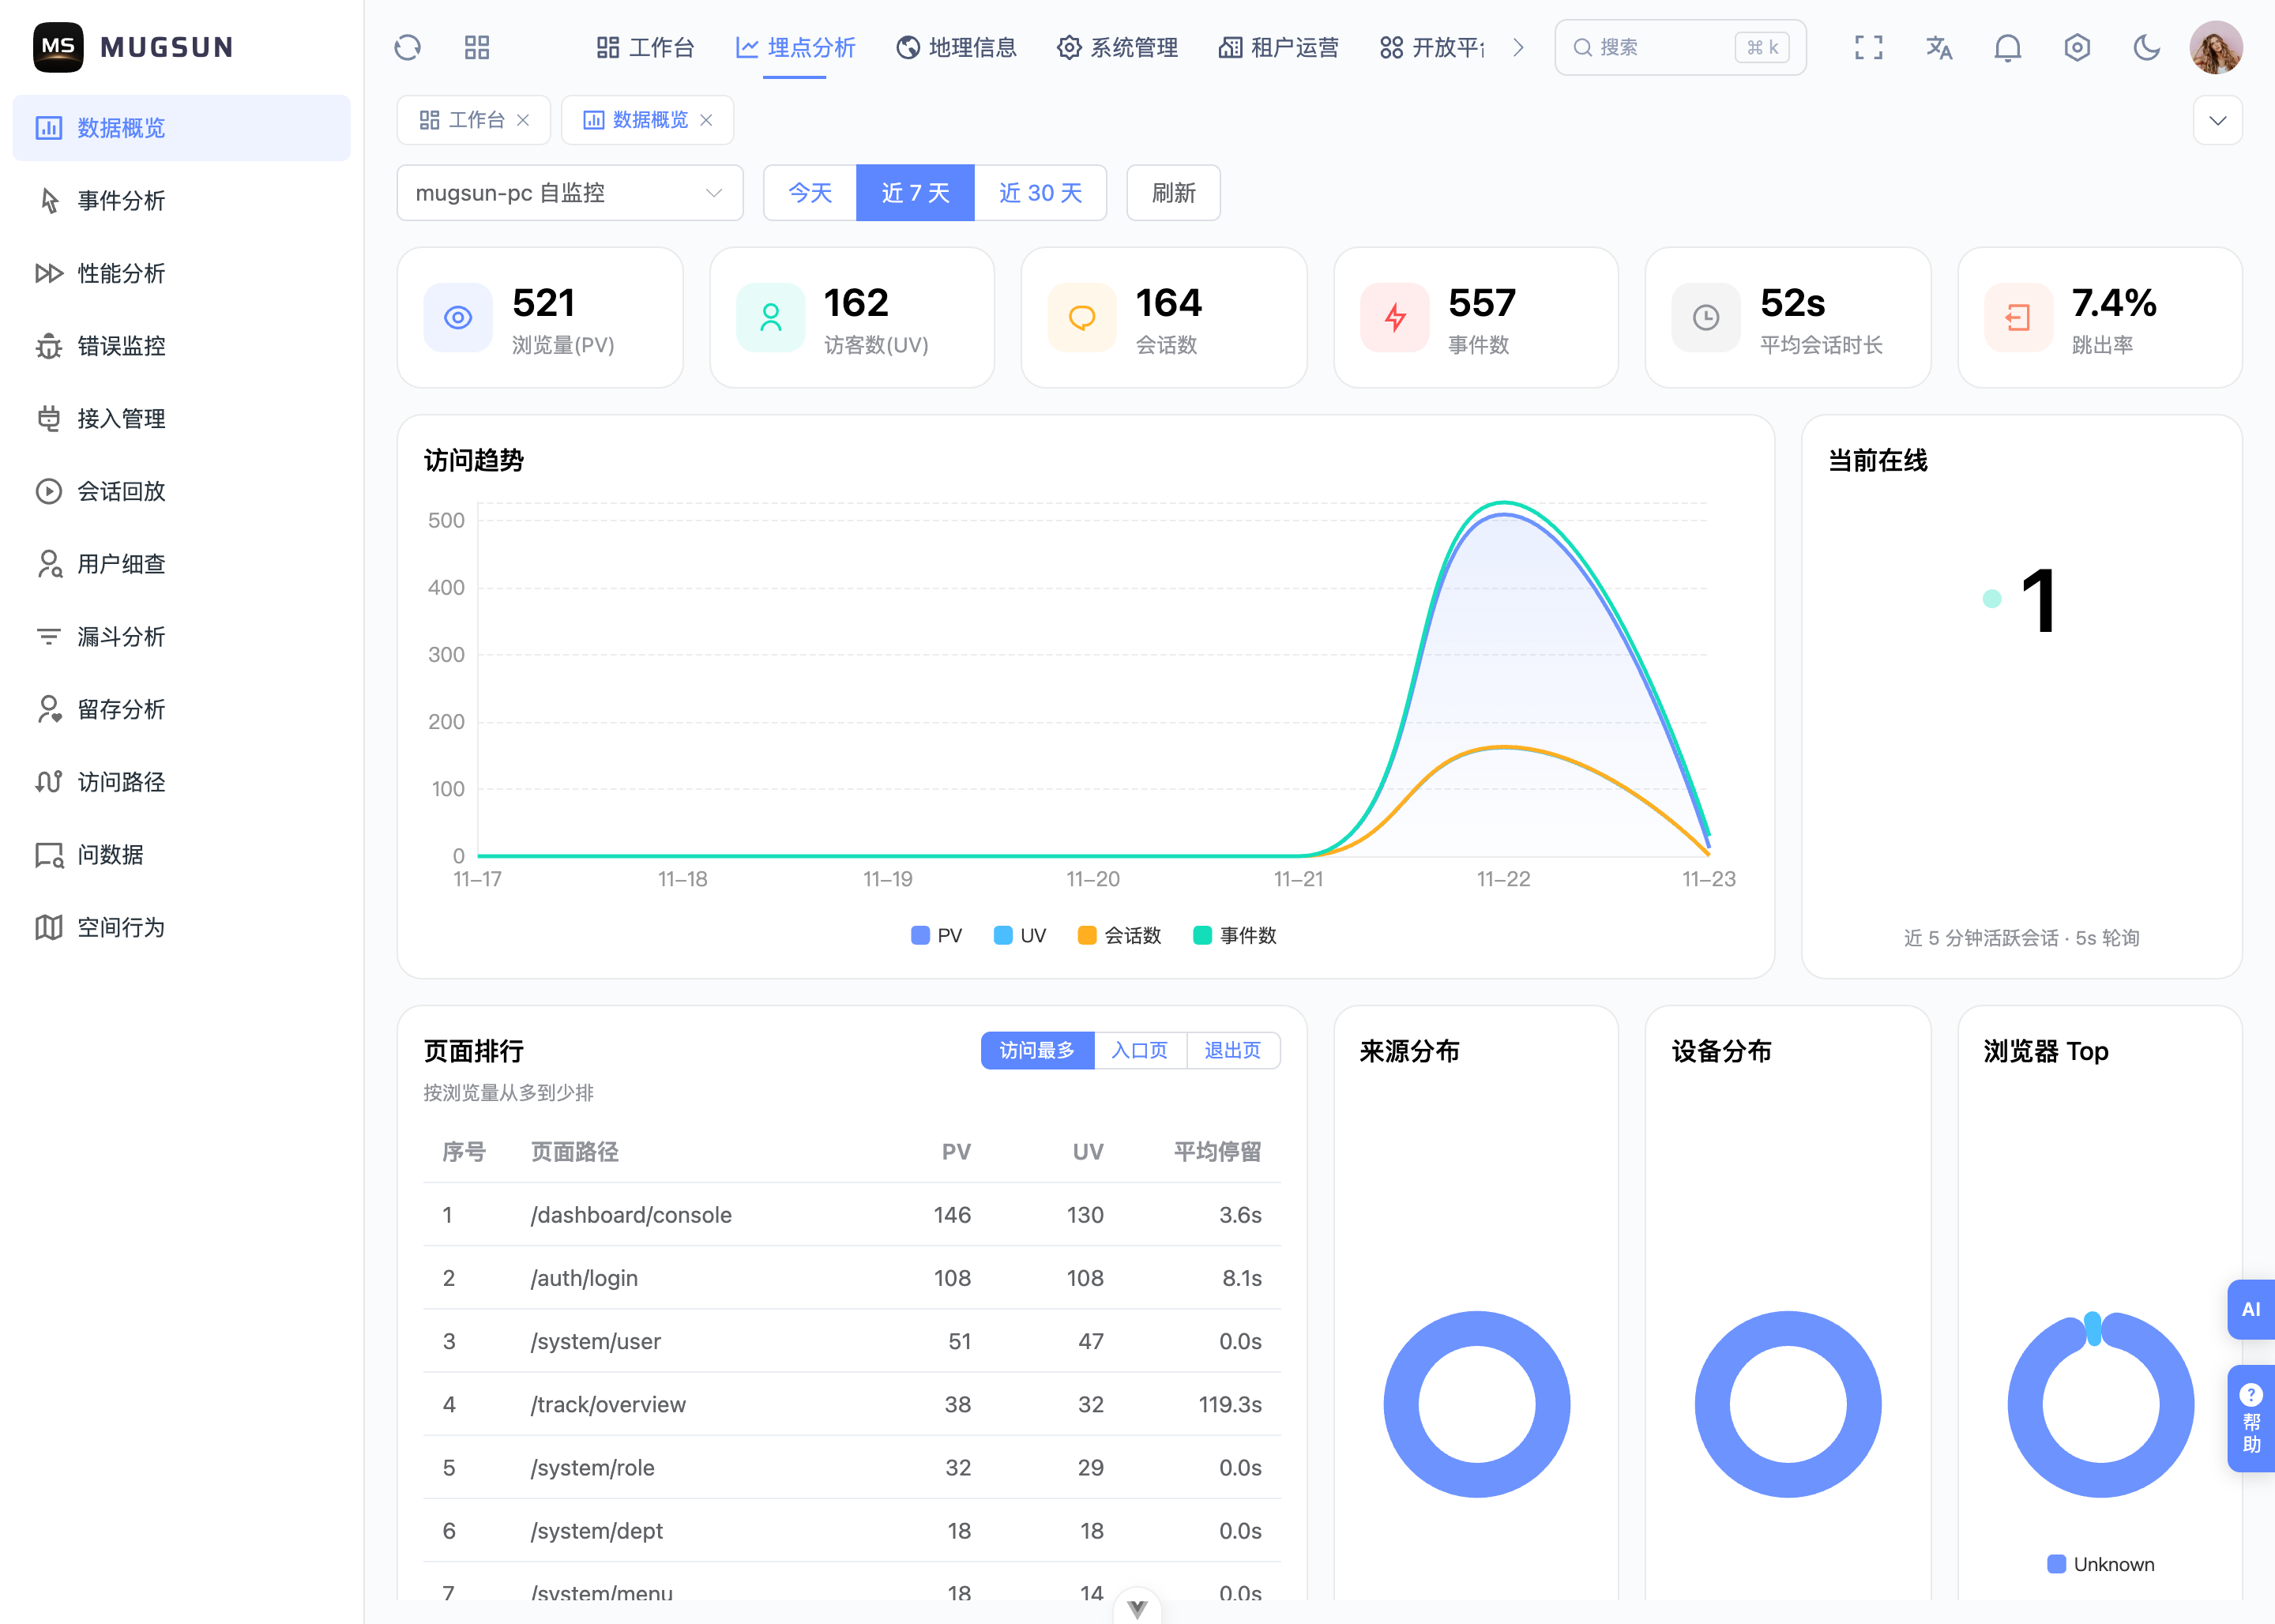 MS MUGSUN
工作台 埋点分析 地理信息 系统管理 租户运营 开放平台 搜索 ⌘ k
数据概览
事件分析
性能分析
错误监控
接入管理
会话回放
用户细查
漏斗分析
留存分析
访问路径
问数据
空间行为
工作台 数据概览
mugsun-pc 自监控 今天 近 7 天 近 30 天 刷新
521
浏览量(PV)
162
访客数(UV)
164
会话数
557
事件数
52s
平均会话时长
7.4%
跳出率
访问趋势
500
400
300
200
100
0
11-17 11-18 11-19 11-20 11-21 11-22 11-23
PV UV 会话数 事件数
当前在线
1
近 5 分钟活跃会话 · 5s 轮询
页面排行 访问最多 入口页 退出页
按浏览量从多到少排
序号 页面路径 PV UV 平均停留
1 /dashboard/console 146 130 3.6s
2 /auth/login 108 108 8.1s
3 /system/user 51 47 0.0s
4 /track/overview 38 32 119.3s
5 /system/role 32 29 0.0s
6 /system/dept 18 18 0.0s
7 /system/menu 18 14 0.0s
来源分布
设备分布
浏览器 Top
Unknown
AI
帮
助